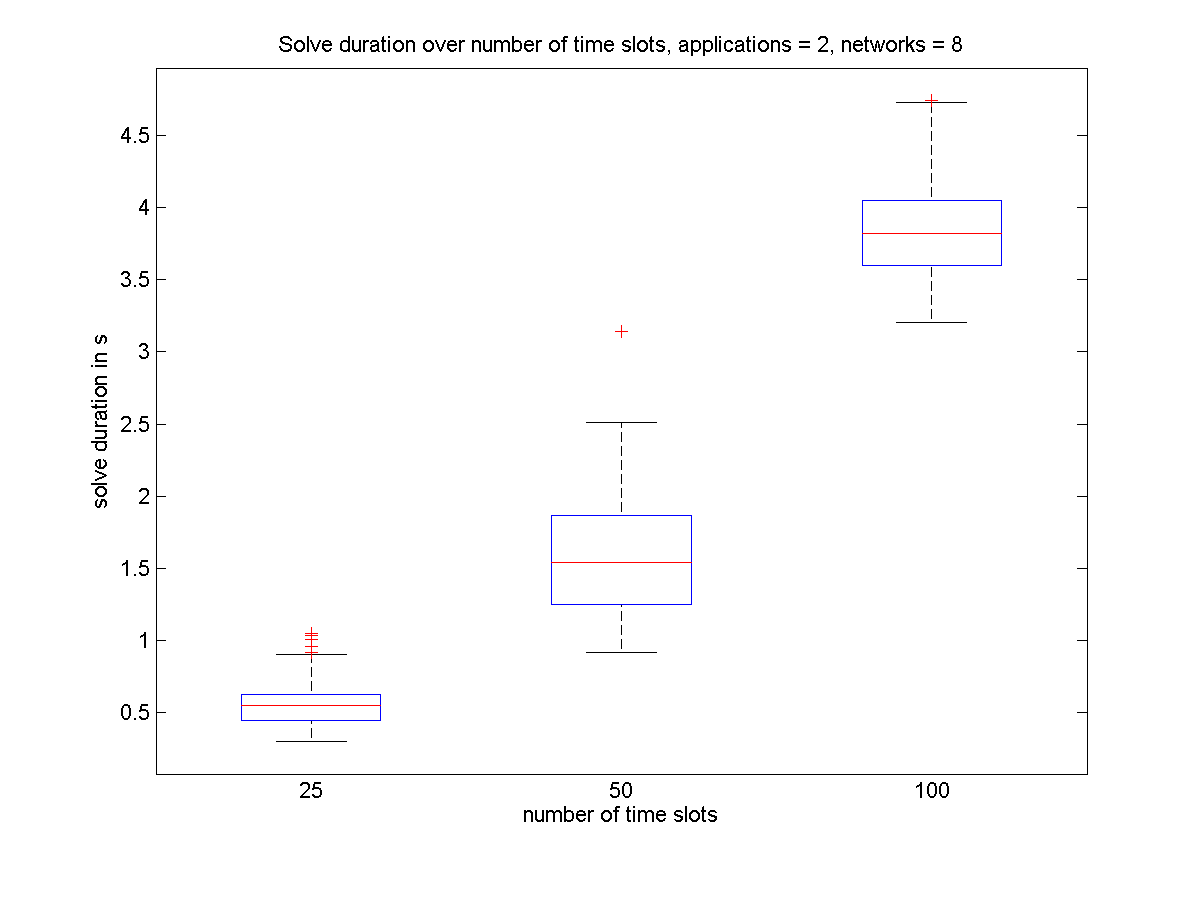 Solve duration over number of time slots, applications = 2, networks = 8
4.5
4
3.5
3
2.5
2
1.5
1
0.5
solve duration in s
25 50 100
number of time slots